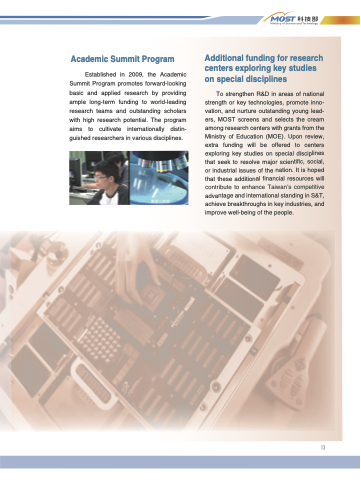 MOST 科技部
Ministry of Science and Technology
Academic Summit Program
Established in 2009, the Academic
Summit Program promotes forward-looking
basic and applied research by providing
ample long-term funding to world-leading
research teams and outstanding scholars
with high research potential. The program
aims to cultivate internationally distin-
guished researchers in various disciplines.
Additional funding for research
centers exploring key studies
on special disciplines
To strengthen R&D in areas of national
strength or key technologies, promote inno-
vation, and nurture outstanding young lead-
ers, MOST screens and selects the cream
among research centers with grants from the
Ministry of Education (MOE). Upon review,
extra funding will be offered to centers
exploring key studies on special disciplines
that seek to resolve major scientific, social,
or industrial issues of the nation. It is hoped
that these additional financial resources will
contribute to enhance Taiwan's competitive
advantage and international standing in S&T,
achieve breakthroughs in key industries, and
improve well-being of the people.